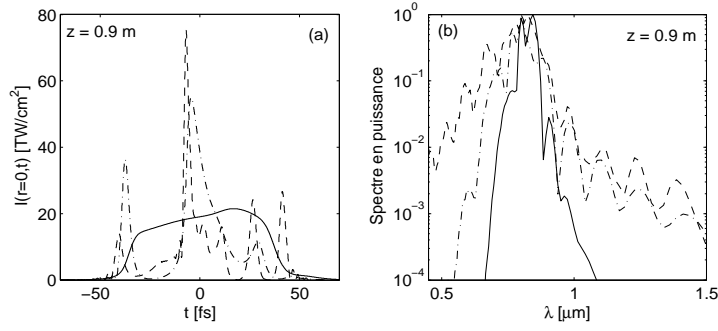 z = 0.9 m
(a)
I(r=0,t) [TW/cm²]
80
60
40
20
0
−50
0
50
t [fs]
(b)
z = 0.9 m
Spectre en puissance
10⁰
10⁻¹
10⁻²
10⁻³
10⁻⁴
0.5
1
1.5
λ [μm]